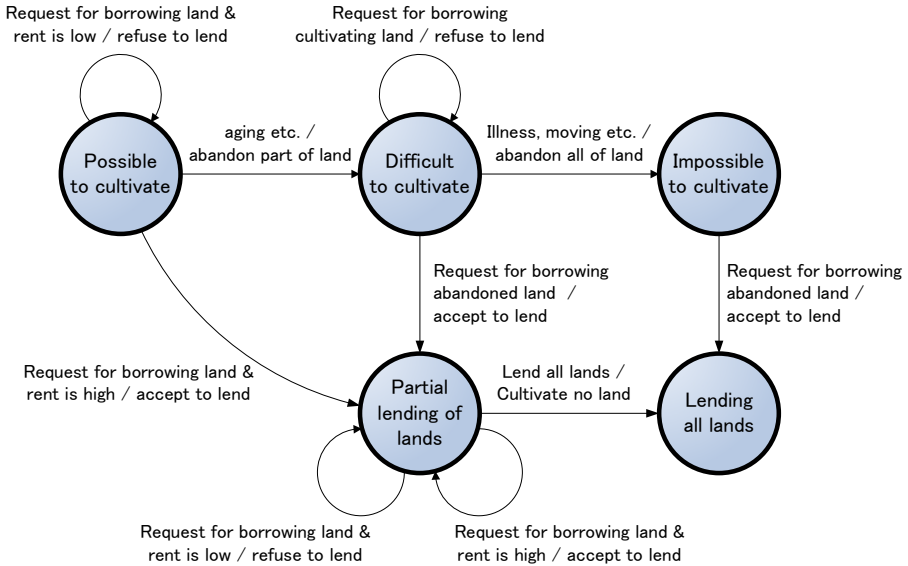 Request for borrowing land &
rent is low / refuse to lend
Request for borrowing
cultivating land / refuse to lend
Possible
to cultivate
aging etc. /
abandon part of land
Difficult
to cultivate
Illness, moving etc. /
abandon all of land
Impossible
to cultivate
Request for borrowing
abandoned land /
accept to lend
Request for borrowing
abandoned land /
accept to lend
Request for borrowing land &
rent is high / accept to lend
Partial
lending of
lands
Lend all lands /
Cultivate no land
Lending
all lands
Request for borrowing land &
rent is low / refuse to lend
Request for borrowing land &
rent is high / accept to lend